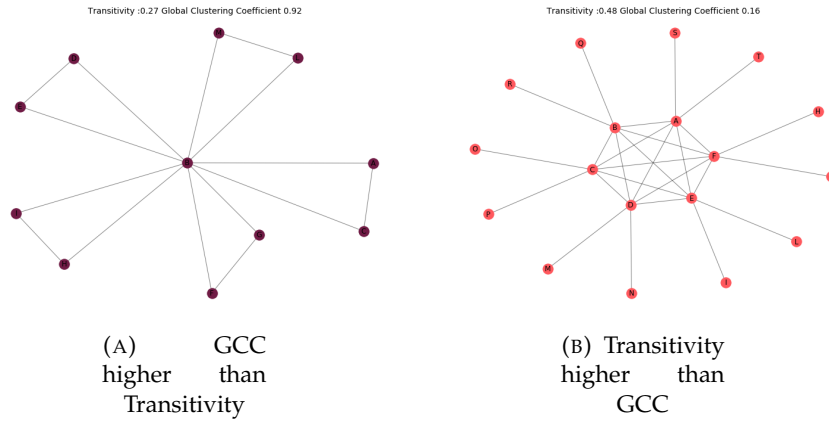 Transitivity :0.27 Global Clustering Coefficient 0.92
M
L
D
E
A
G
Transitivity :0.48 Global Clustering Coefficient 0.16
S
Q
T
R
H
A
B
F
O
C
E
D
P
L
M
I
N
(A) GCC
higher than
Transitivity
(B) Transitivity
higher than
GCC